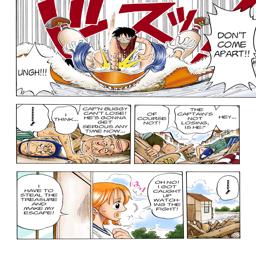 DON'T
COME
APART!!
UNGH!!!
HEY...
THE
CAPTAIN'S
NOT
LOSING,
IS HE?
OF
COURSE
NOT!
CAP'N BUGGY
CAN'T LOSE!
HE'S GONNA
GET
SERIOUS ANY
TIME NOW...
I
THINK...
OH NO!
I GOT
CAUGHT UP
WATCH-
ING THE
FIGHT!
I
HAVE TO
STEAL THE
TREASURE
AND
MAKE MY
ESCAPE!